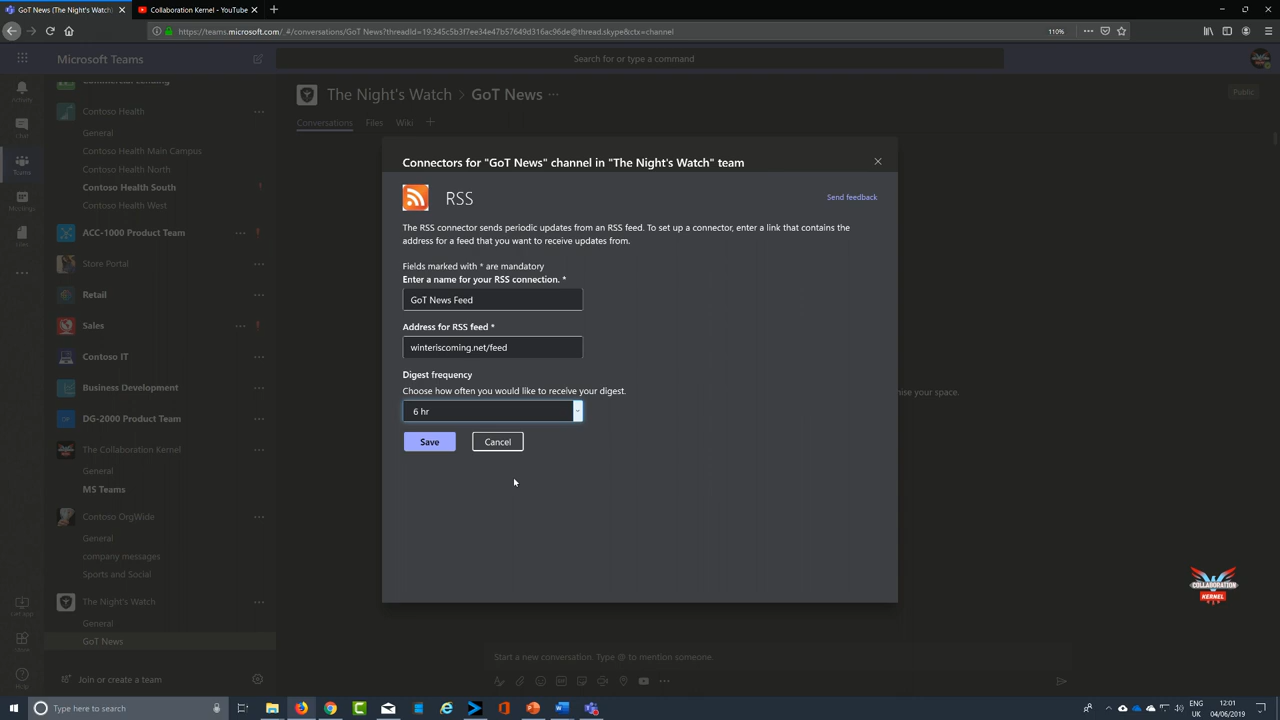 GoT News (The Night's Watch)
Collaboration Kernel - YouTube
https://teams.microsoft.com/_#/conversations/GoT News?threadId=19:345c5b3f7ee34e47b57649d316ac96de@thread.skype&ctx=channel
110%
Microsoft Teams
Search for or type a command
Activity
Chat
Teams
Meetings
Files
Commercial Lending
Contoso Health
General
Contoso Health Main Campus
Contoso Health North
Contoso Health South
Contoso Health West
ACC-1000 Product Team
Store Portal
Retail
Sales
Contoso IT
Business Development
DG-2000 Product Team
The Collaboration Kernel
General
MS Teams
Contoso OrgWide
General
company messages
Sports and Social
The Night's Watch
General
GoT News
Join or create a team
The Night's Watch > GoT News ...
Public
Conversations Files Wiki +
Connectors for "GoT News" channel in "The Night's Watch" team
RSS
Send feedback
The RSS connector sends periodic updates from an RSS feed. To set up a connector, enter a link that contains the
address for a feed that you want to receive updates from.
Fields marked with * are mandatory
Enter a name for your RSS connection. *
GoT News Feed
Address for RSS feed *
winteriscoming.net/feed
Digest frequency
Choose how often you would like to receive your digest.
6 hr
Save
Cancel
ise your space.
COLLABORATION
KERNEL
Start a new conversation. Type @ to mention someone.
Type here to search
ENG
UK
12:01
04/06/2019